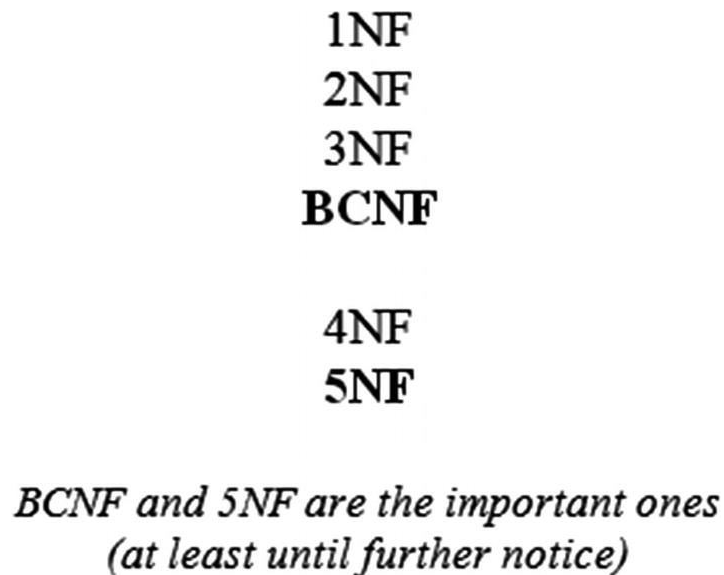 1NF
2NF
3NF
BCNF
4NF
5NF
BCNF and 5NF are the important ones
(at least until further notice)